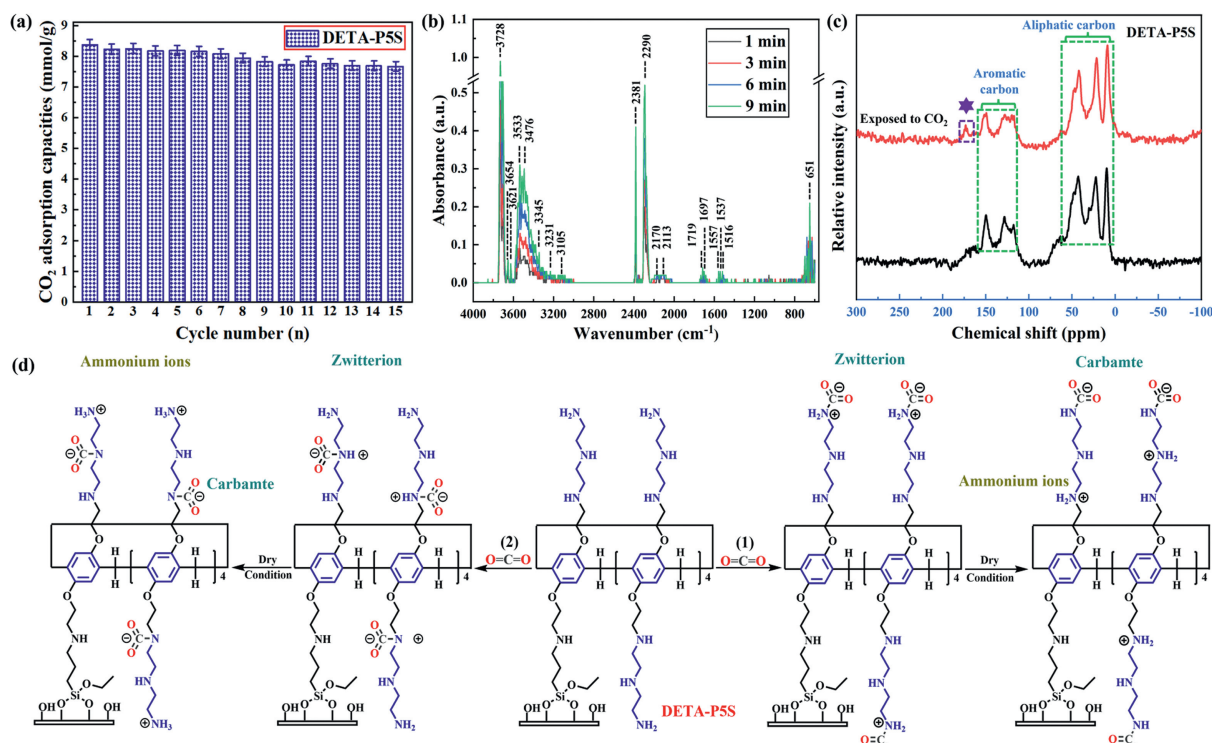 (a)
DETA-P5S
CO2 adsorption capacities (mmol/g)
9
8
7
6
5
4
3
2
1
0
1 2 3 4 5 6 7 8 9 10 11 12 13 14 15
Cycle number (n)
(b)
3728
2290
1 min
3 min
6 min
9 min
2381
3533
3476
3654
3621
3345
3231
3105
2170
2113
1719
1697
1557
1537
1516
651
Absorbance (a.u.)
1.1
1.0
0.5
0.4
0.3
0.2
0.1
0.0
4000 3600 3200 2800 2400 2000 1600 1200 800
Wavenumber (cm-1)
(c)
Aliphatic carbon
DETA-P5S
Aromatic
carbon
Exposed to CO2
Relative intensity (a.u.)
300 250 200 150 100 50 0 -50 -100
Chemical shift (ppm)
(d)
Ammonium ions
Zwitterion
Zwitterion
Carbamte
Carbamte
Ammonium ions
(2)
O=C=O
(1)
O=C=O
Dry
Condition
Dry
Condition
DETA-P5S